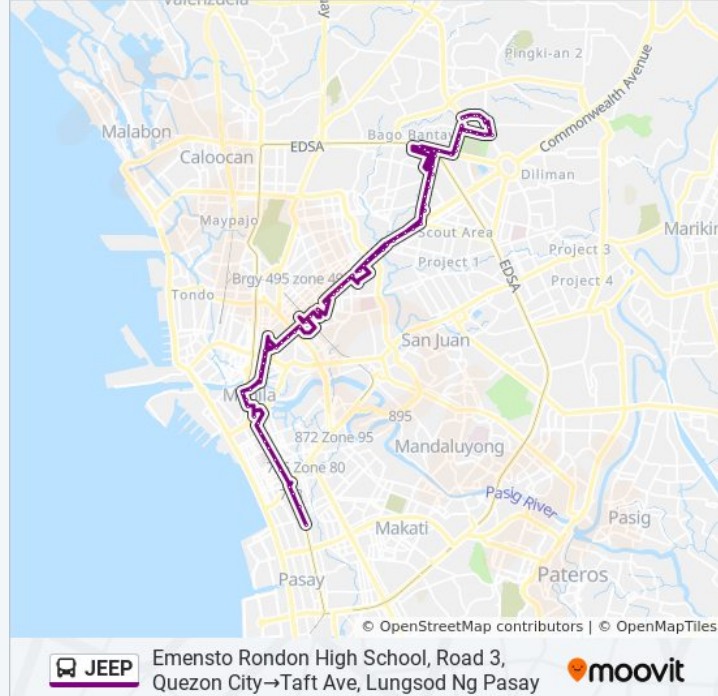 Valenzuela
Pingki-an 2
Commonwealth Avenue
Malabon
Bago Bantay
EDSA
Caloocan
Diliman
Maypajo
Scout Area
Marikin
Project 3
Project 1
Brgy 495 zone 49
EDSA
Project 4
Tondo
San Juan
Manila
895
872 Zone 95
Mandaluyong
Zone 80
Pasig River
Makati
Pasig
Pasay
Pateros
© OpenStreetMap contributors | © OpenMapTiles
JEEP
Emensto Rondon High School, Road 3,
Quezon City→Taft Ave, Lungsod Ng Pasay
moovit